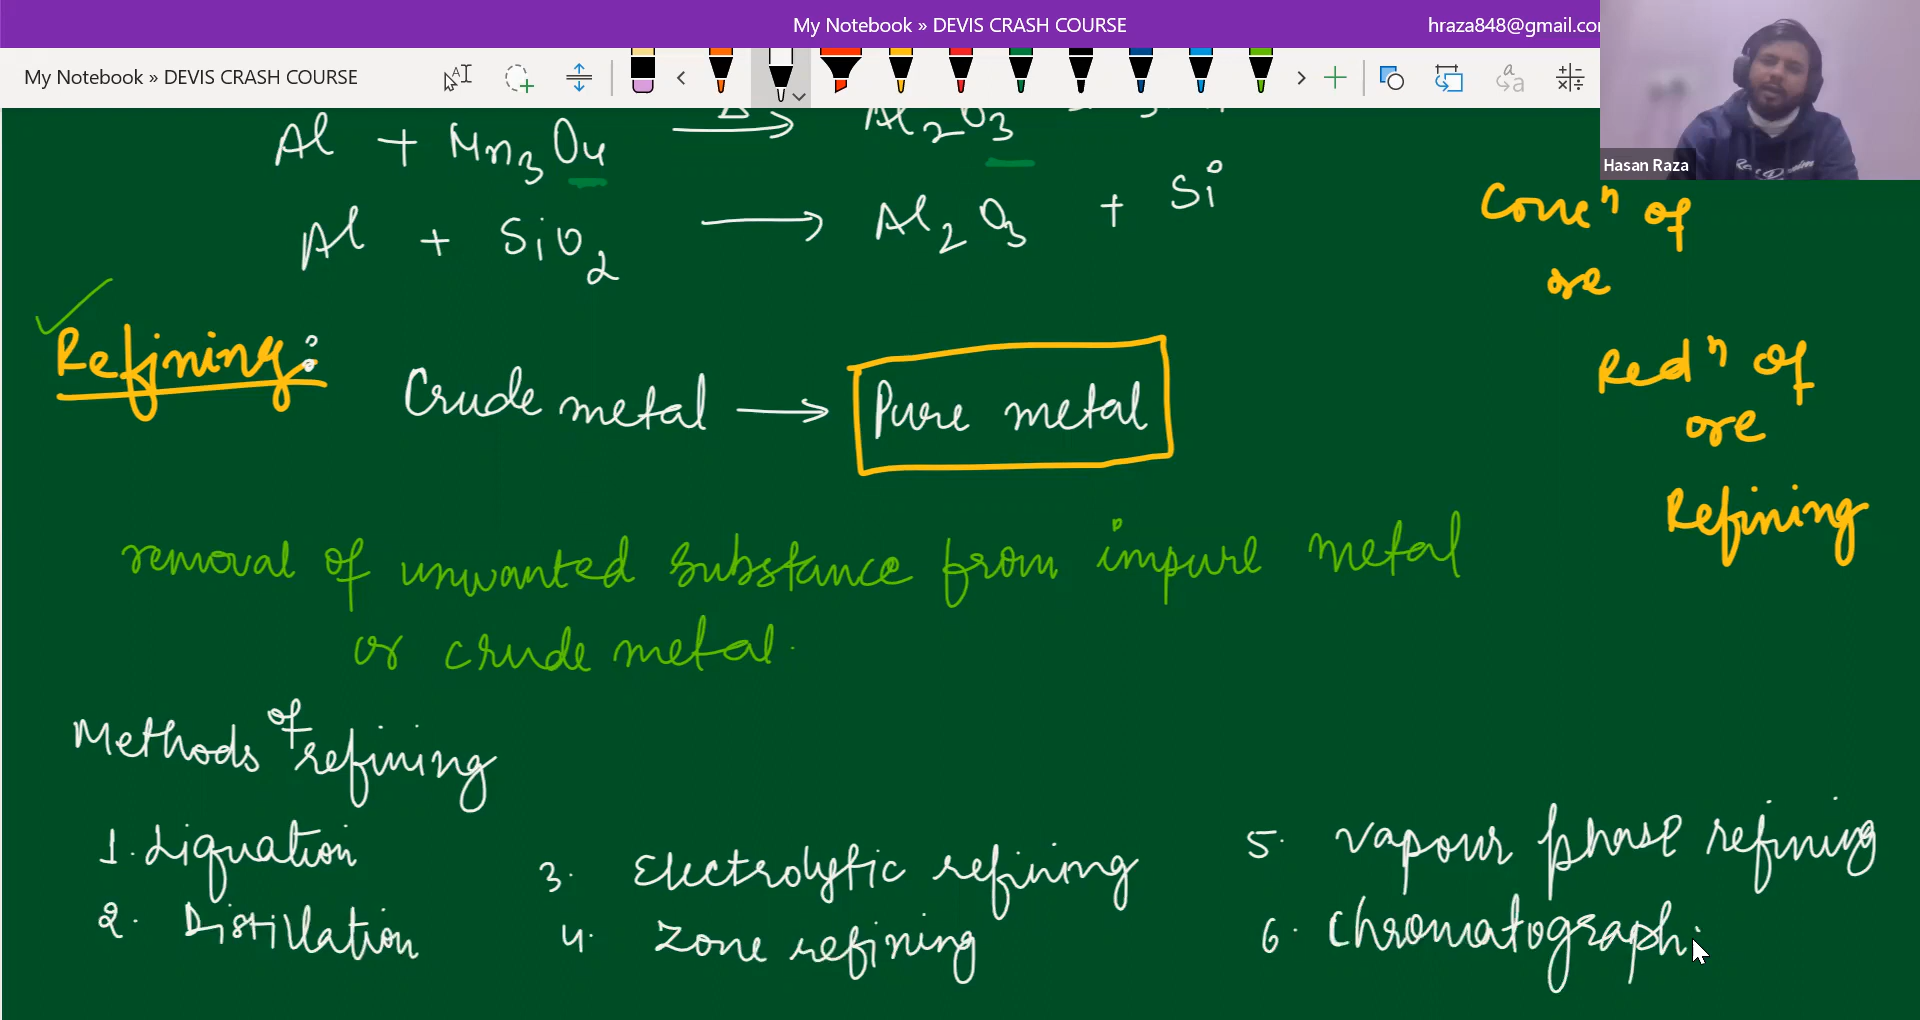 My Notebook » DEVIS CRASH COURSE
hraza848@gmail.co
My Notebook » DEVIS CRASH COURSE
Hasan Raza
Al + Mn3O4 → Al2O3
Al + SiO2 → Al2O3 + Si
Concn of
ore
Redn of
ore
Refining
Refining:
Crude metal → Pure metal
removal of unwanted substance from impure metal
or crude metal.
Methods of refining
1. Liquation
2. Distillation
3. Electrolytic refining
4. Zone refining
5. Vapour phase refining
6. Chromatographi